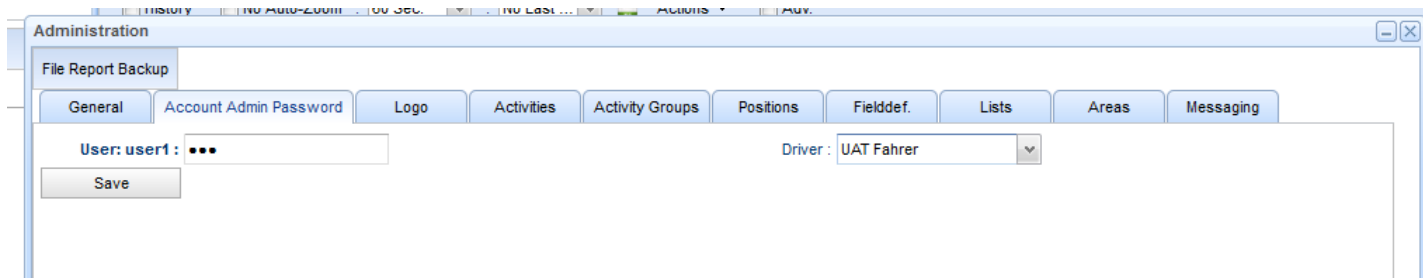 History No Auto-Zoom : 60 Sec. : No Last ... Actions Adv.
Administration
File Report Backup
General Account Admin Password Logo Activities Activity Groups Positions Fielddef. Lists Areas Messaging
User: user1 : ●●● Driver : UAT Fahrer
Save